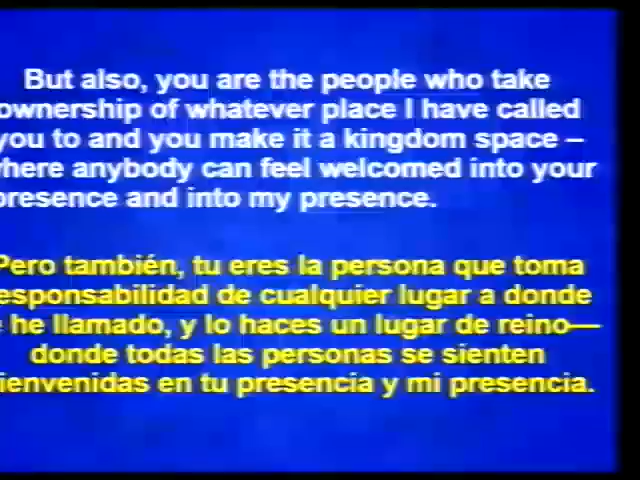 But also, you are the people who take
ownership of whatever place I have called
you to and you make it a kingdom space –
where anybody can feel welcomed into your
presence and into my presence.
Pero también, tu eres la persona que toma
responsabilidad de cualquier lugar a donde
he llamado, y lo haces un lugar de reino—
donde todas las personas se sienten
bienvenidas en tu presencia y mi presencia.